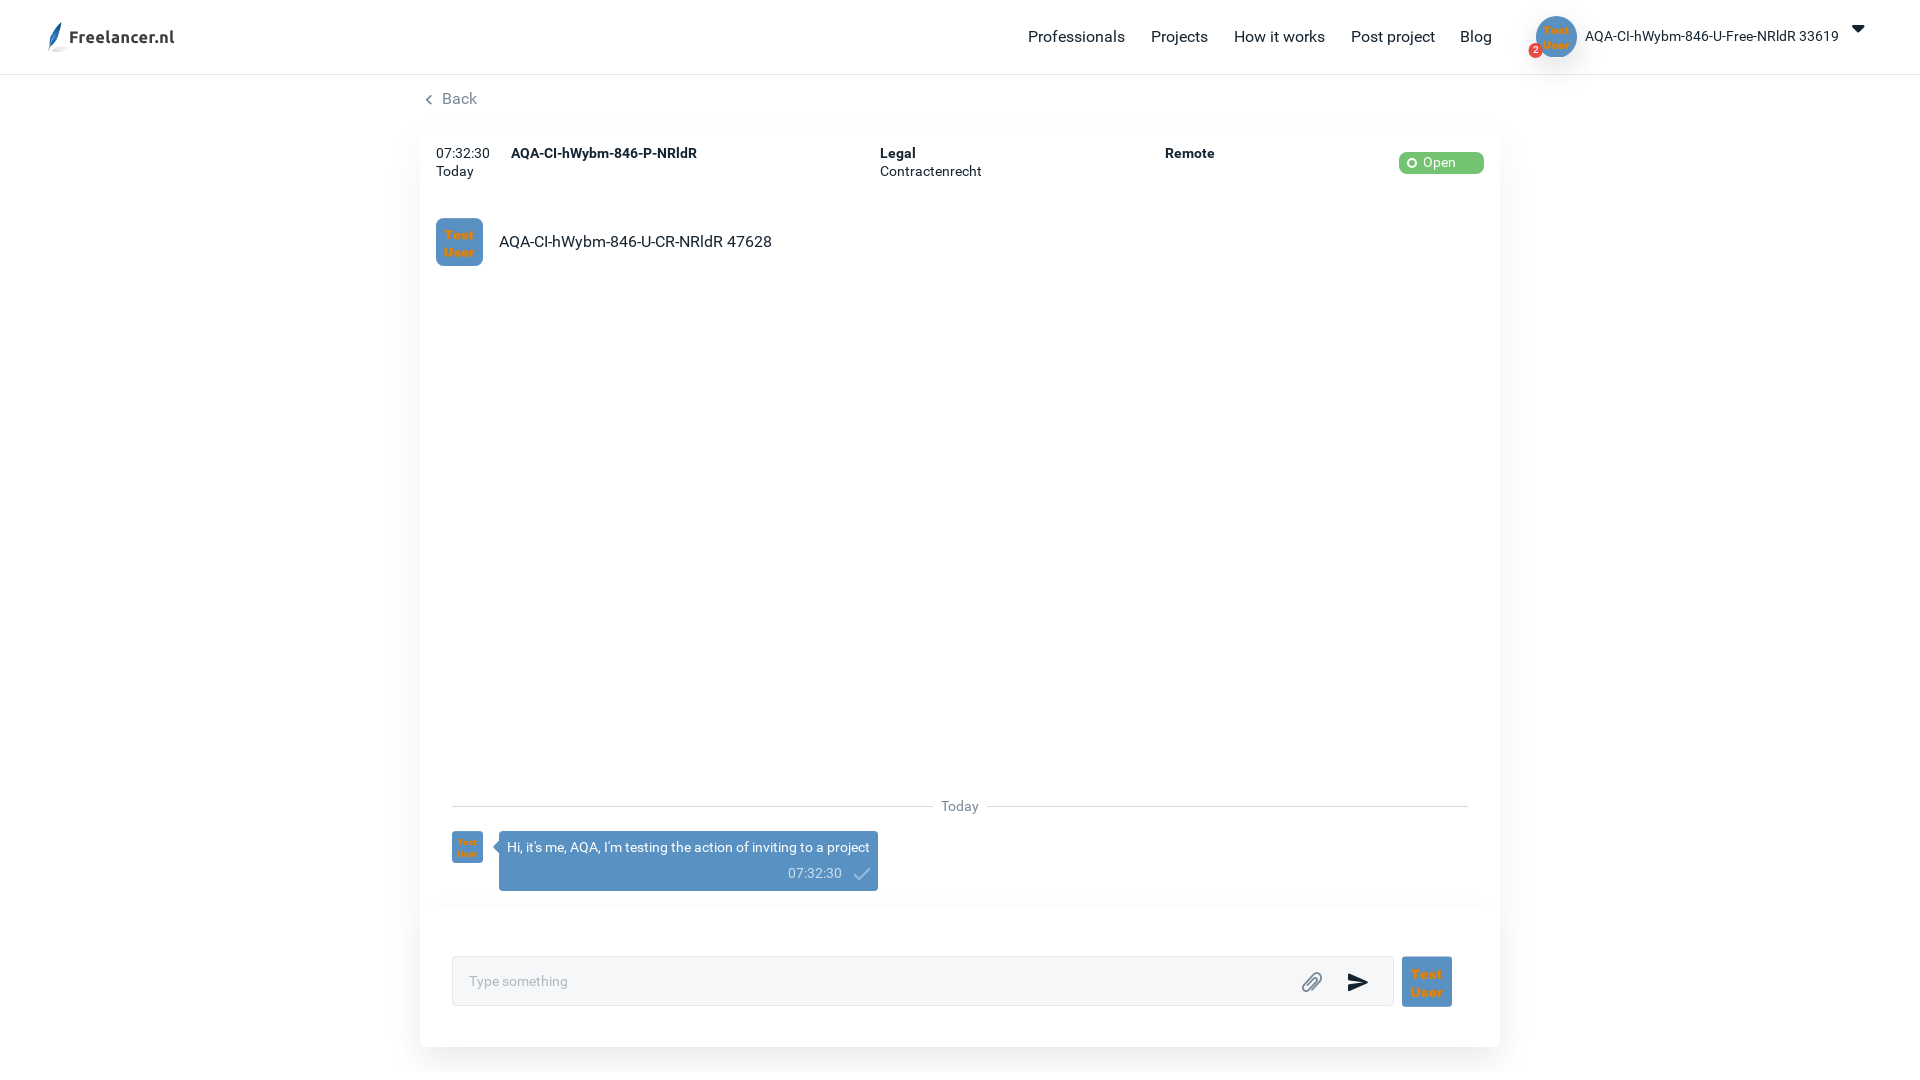 Freelancer.nl
Professionals Projects How it works Post project Blog
Test User 2 AQA-CI-hWybm-846-U-Free-NRldR 33619
Back
07:32:30 AQA-CI-hWybm-846-P-NRldR Legal Remote
Today Contractenrecht
Open
Test
User
AQA-CI-hWybm-846-U-CR-NRldR 47628
Today
Test
User
Hi, it's me, AQA, I'm testing the action of inviting to a project
07:32:30
Type something
Test
User